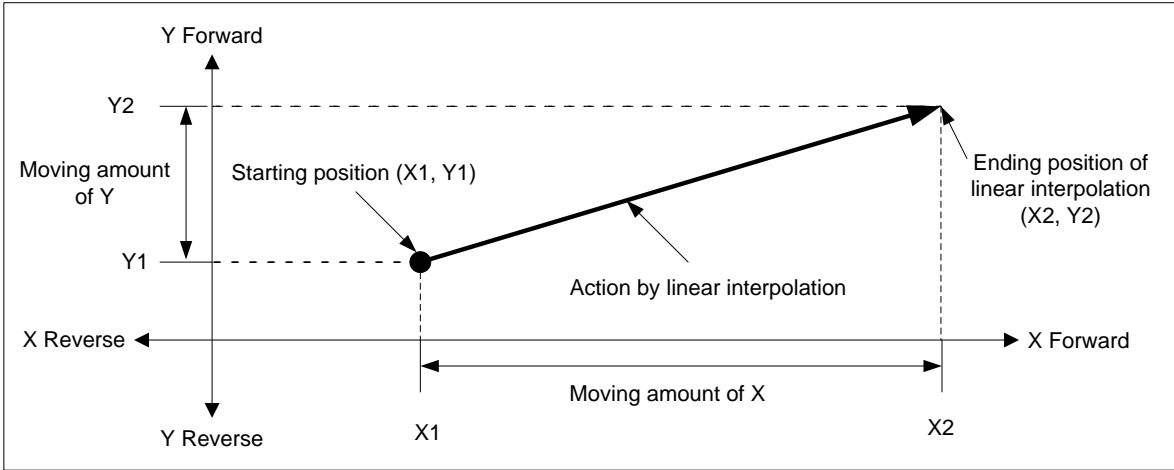 Y Forward
Y2
Moving amount
of Y
Starting position (X1, Y1)
Ending position of
linear interpolation
(X2, Y2)
Y1
Action by linear interpolation
X Reverse
X Forward
Moving amount of X
Y Reverse
X1
X2